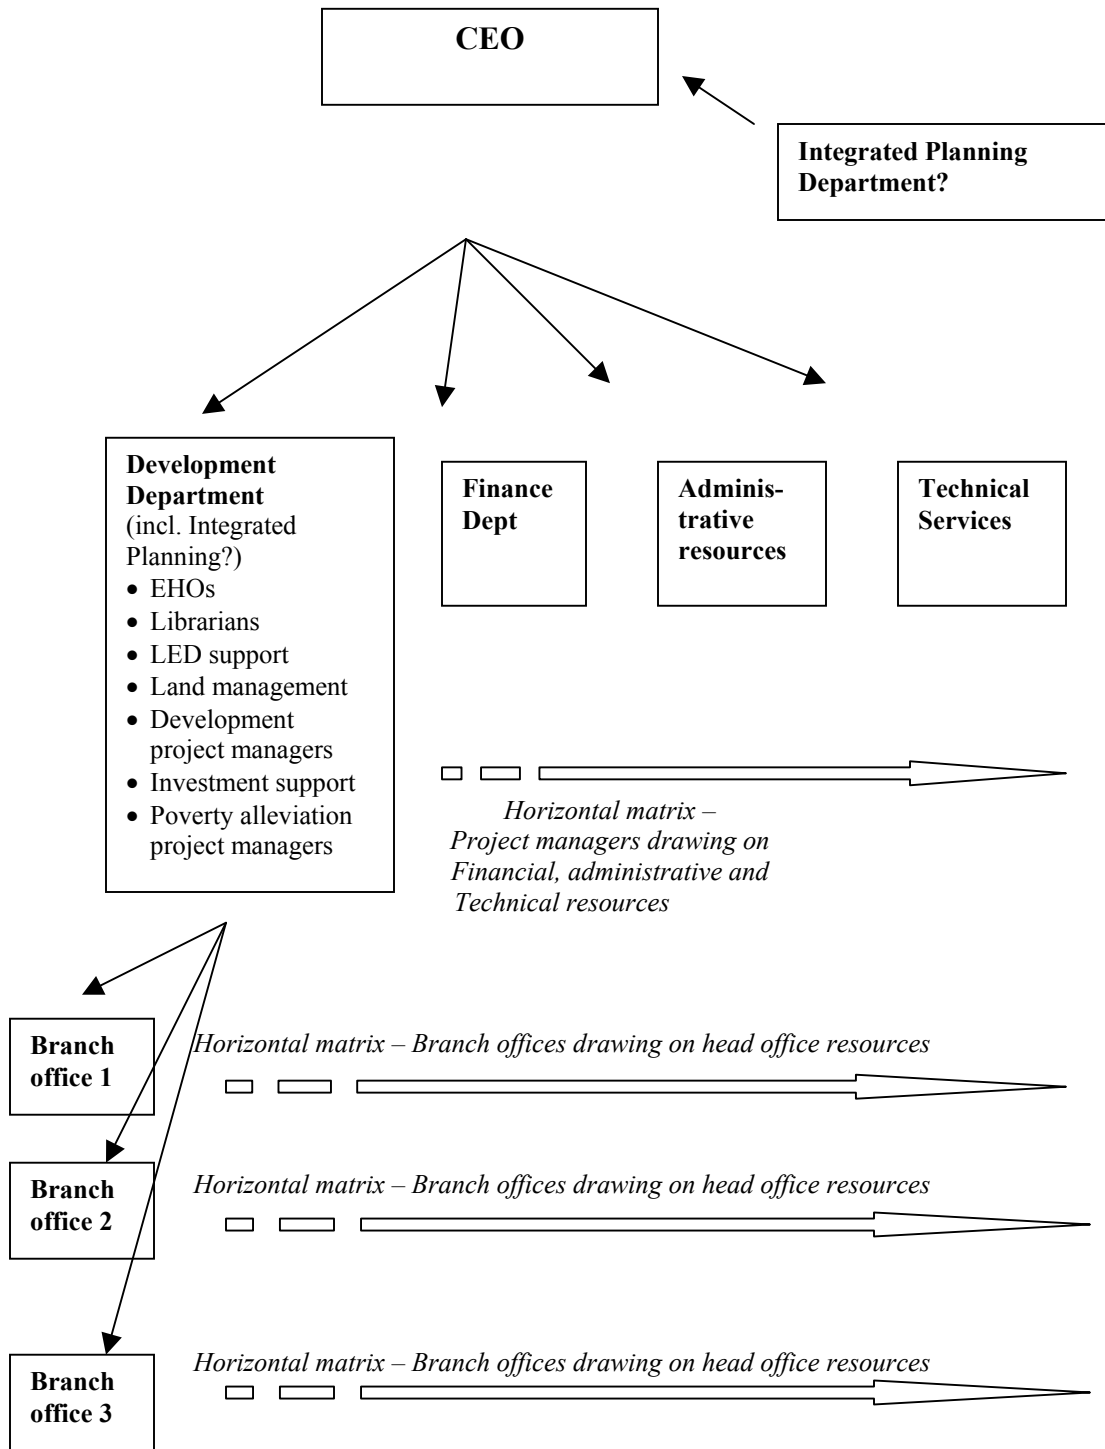 CEO
Integrated Planning
Department?
Development
Department
(incl. Integrated
Planning?)
• EHOs
• Librarians
• LED support
• Land management
• Development
project managers
• Investment support
• Poverty alleviation
project managers
Finance
Dept
Adminis-
trative
resources
Technical
Services
Horizontal matrix –
Project managers drawing on
Financial, administrative and
Technical resources
Branch
office 1
Horizontal matrix – Branch offices drawing on head office resources
Branch
office 2
Horizontal matrix – Branch offices drawing on head office resources
Branch
office 3
Horizontal matrix – Branch offices drawing on head office resources